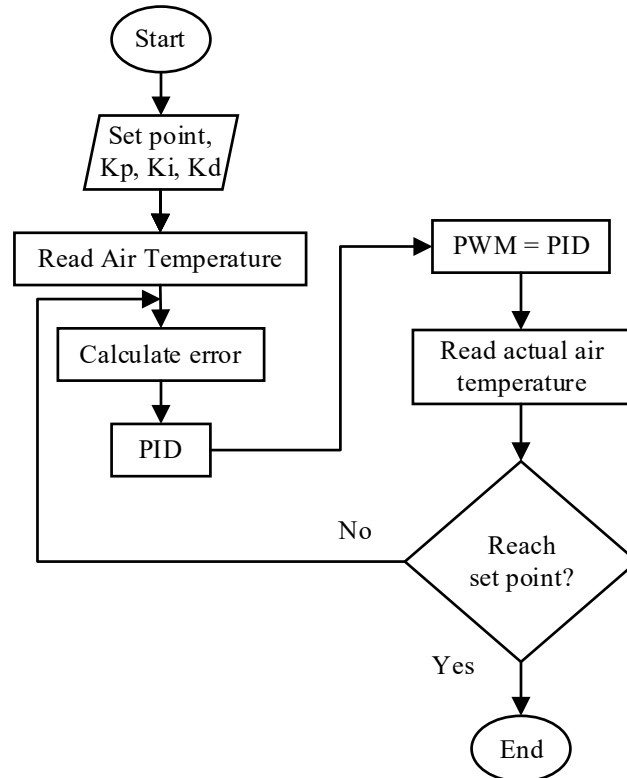 Start
Set point,
Kp, Ki, Kd
Read Air Temperature
Calculate error
PID
PWM = PID
Read actual air
temperature
Reach
set point?
No
Yes
End